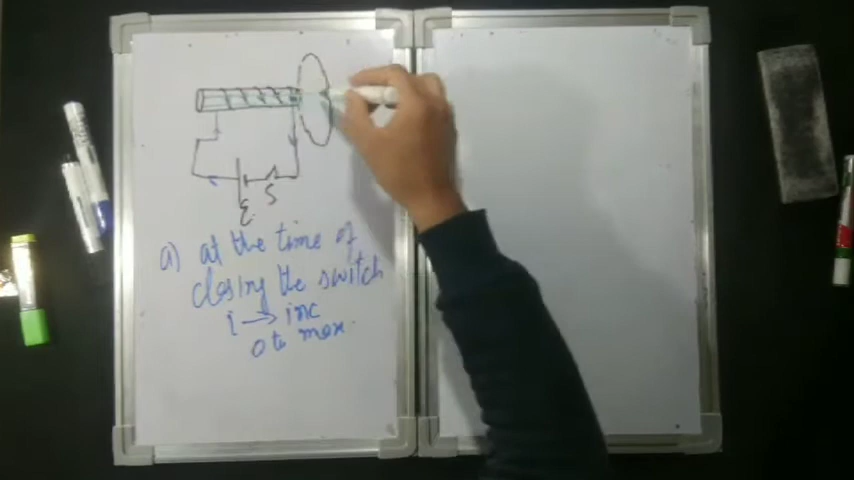 S
E
a) at the time of
closing the switch
i → inc
0 to max.